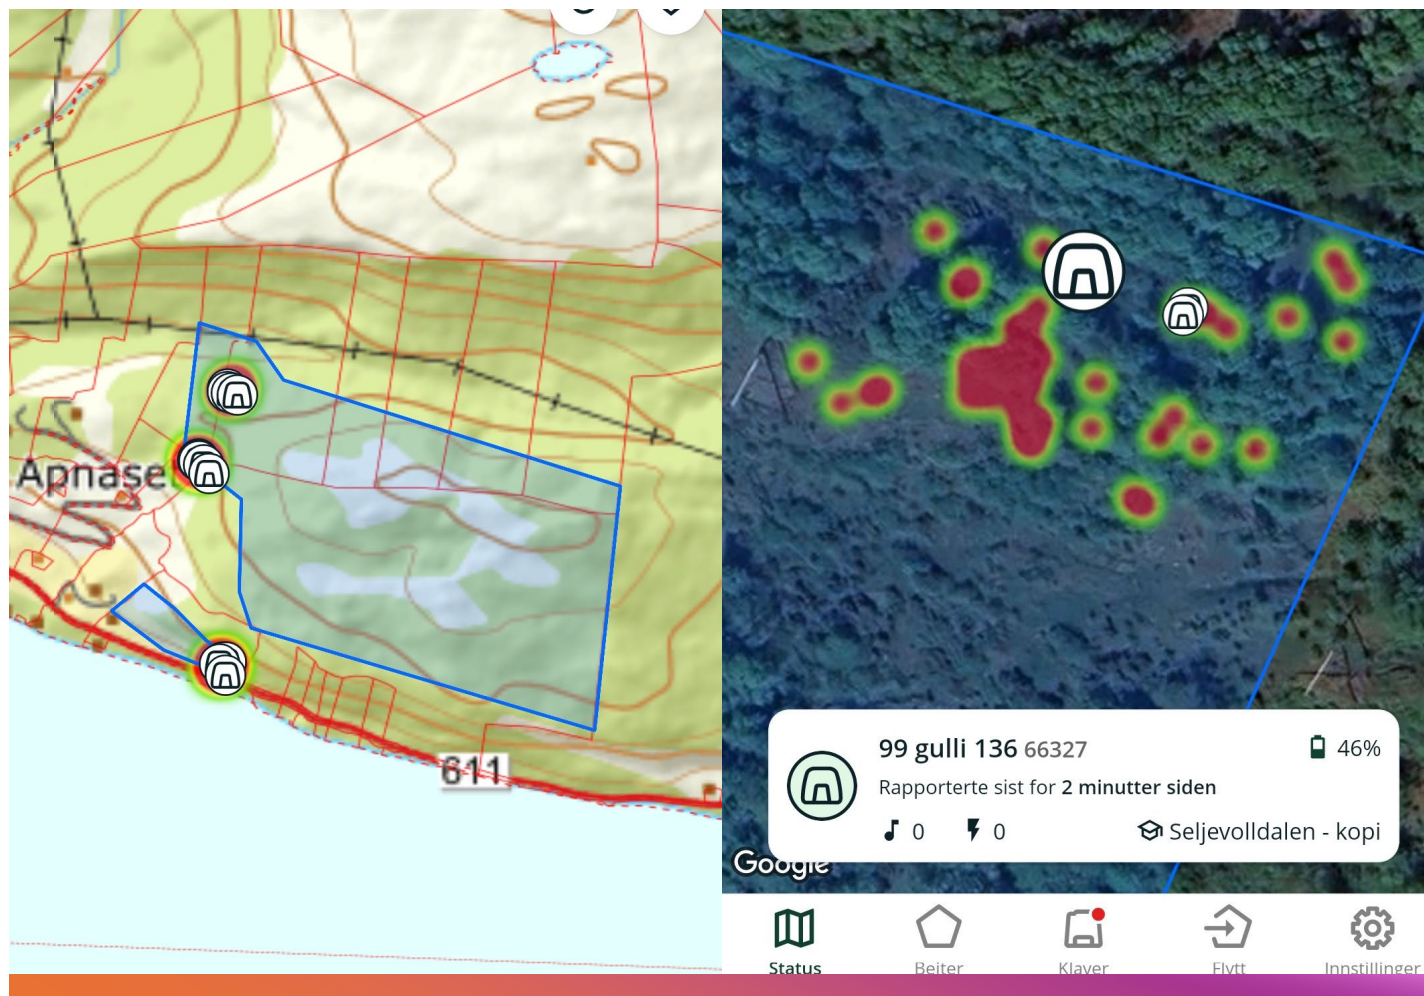 Apnase
611
99 gulli 136 66327
46%
Rapporterte sist for 2 minutter siden
0
0
Seljevolldalen - kopi
Google
Status
Beiter
Klaver
Flytt
Innstillinger